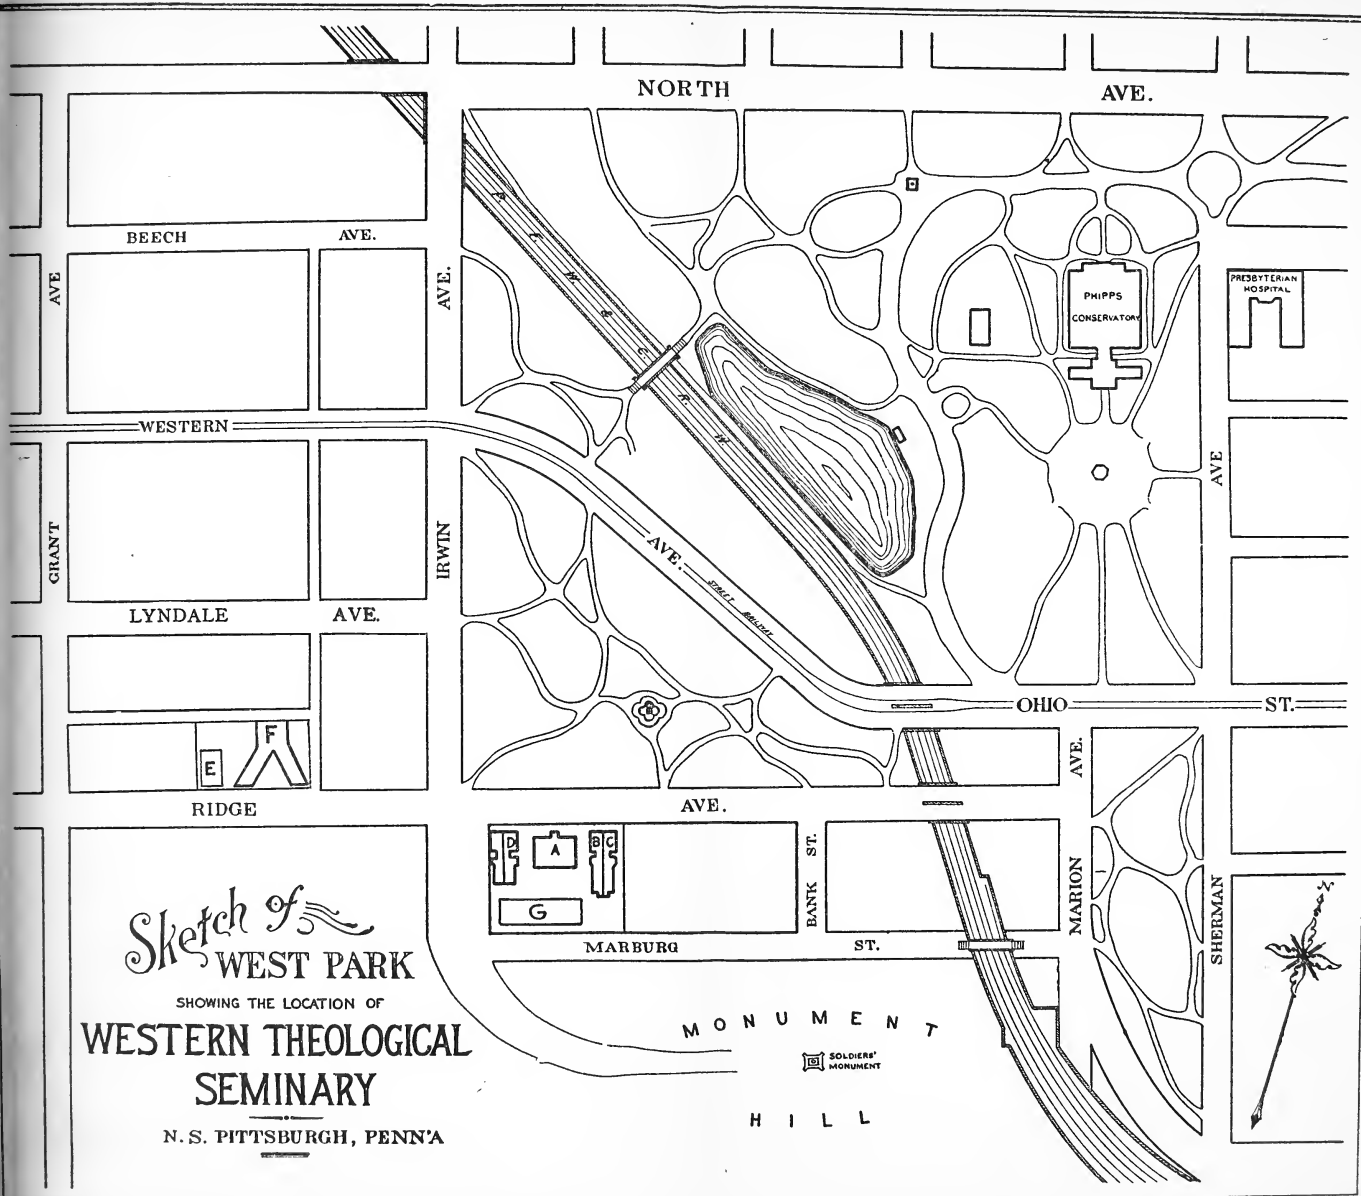 NORTH AVE.
BEECH AVE.
AVE
AVE.
P. F. W. & C. R. W.
PHIPPS
CONSERVATORY
PRESBYTERIAN
HOSPITAL
WESTERN
AVE.
STREET RAILWAY
AVE
GRANT
IRWIN
LYNDALE AVE.
OHIO ST.
E
F
AVE.
RIDGE AVE.
D
A
B
C
G
BANK ST.
MARION
SHERMAN
MARBURG ST.
N
Sketch of
WEST PARK
SHOWING THE LOCATION OF
WESTERN THEOLOGICAL
SEMINARY
N. S. PITTSBURGH, PENN'A
MONUMENT
SOLDIERS'
MONUMENT
HILL